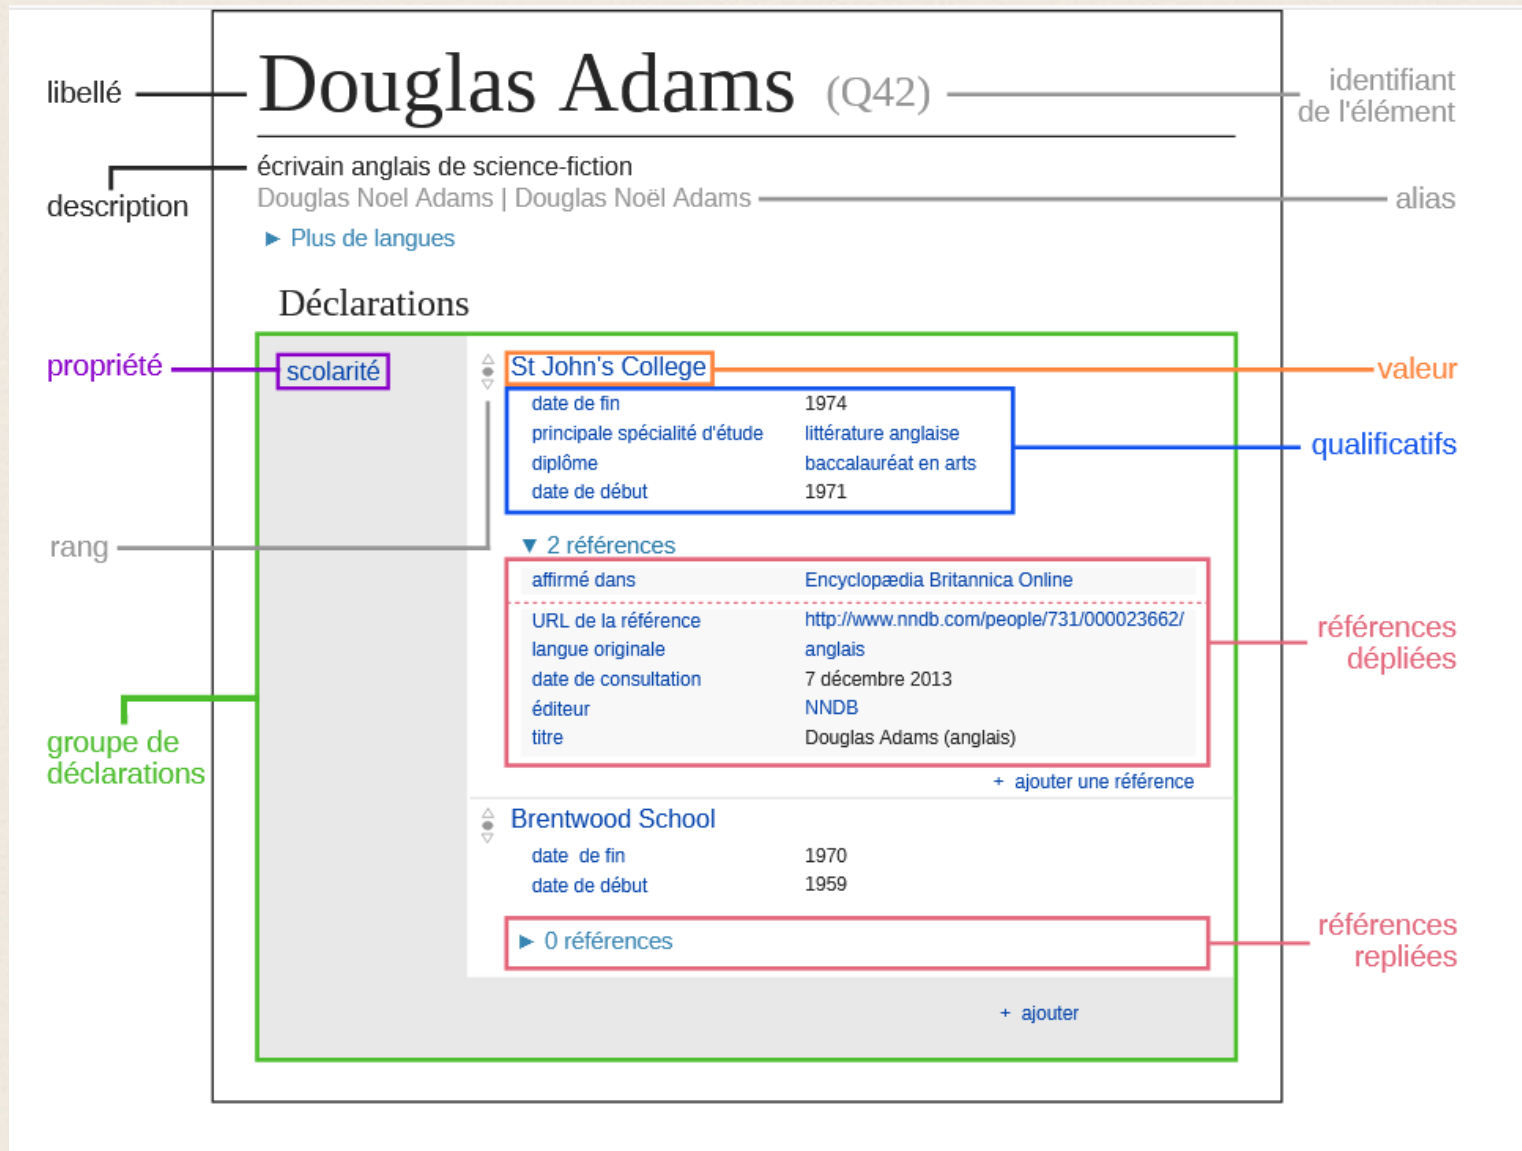 libellé
Douglas Adams (Q42)
identifiant
de l'élément
description
écrivain anglais de science-fiction
Douglas Noel Adams | Douglas Noël Adams
alias
► Plus de langues
Déclarations
propriété
scolarité
St John's College
valeur
date de fin 1974
principale spécialité d'étude littérature anglaise
diplôme baccalauréat en arts
date de début 1971
qualificatifs
rang
▼ 2 références
affirmé dans Encyclopædia Britannica Online
URL de la référence http://www.nndb.com/people/731/000023662/
langue originale anglais
date de consultation 7 décembre 2013
éditeur NNDB
titre Douglas Adams (anglais)
références
dépliées
groupe de
déclarations
+ ajouter une référence
Brentwood School
date de fin 1970
date de début 1959
► 0 références
références
repliées
+ ajouter